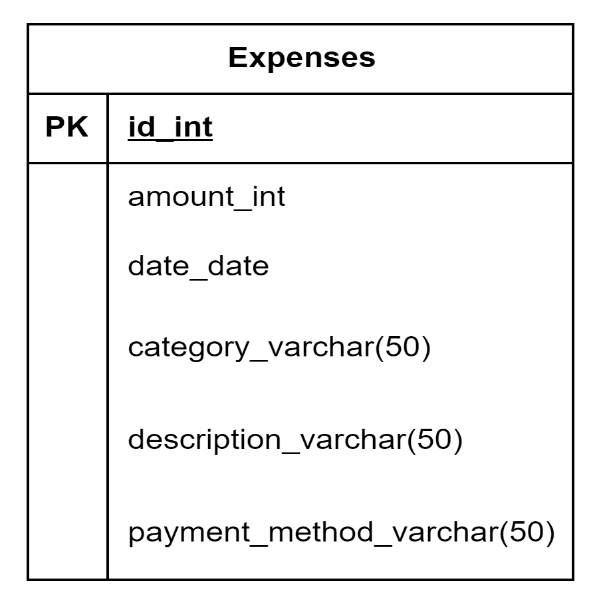 Expenses
PK id_int
amount_int
date_date
category_varchar(50)
description_varchar(50)
payment_method_varchar(50)